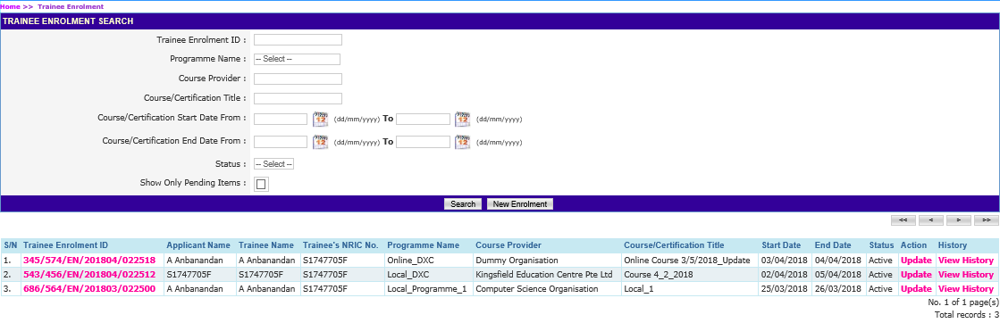 Home >> Trainee Enrolment
TRAINEE ENROLMENT SEARCH
Trainee Enrolment ID :
Programme Name : -- Select --
Course Provider :
Course/Certification Title :
Course/Certification Start Date From : 12 (dd/mm/yyyy) To 12 (dd/mm/yyyy)
Course/Certification End Date From : 12 (dd/mm/yyyy) To 12 (dd/mm/yyyy)
Status : -- Select --
Show Only Pending Items :
Search New Enrolment
<< < > >>
S/N Trainee Enrolment ID Applicant Name Trainee Name Trainee's NRIC No. Programme Name Course Provider Course/Certification Title Start Date End Date Status Action History
1. 345/574/EN/201804/022518 A Anbanandan A Anbanandan S1747705F Online_DXC Dummy Organisation Online Course 3/5/2018_Update 03/04/2018 04/04/2018 Active Update View History
2. 543/456/EN/201804/022512 S1747705F S1747705F S1747705F Local_DXC Kingsfield Education Centre Pte Ltd Course 4_2_2018 02/04/2018 05/04/2018 Active Update View History
3. 686/564/EN/201803/022500 A Anbanandan A Anbanandan S1747705F Local_Programme_1 Computer Science Organisation Local_1 25/03/2018 26/03/2018 Active Update View History
No. 1 of 1 page(s)
Total records : 3